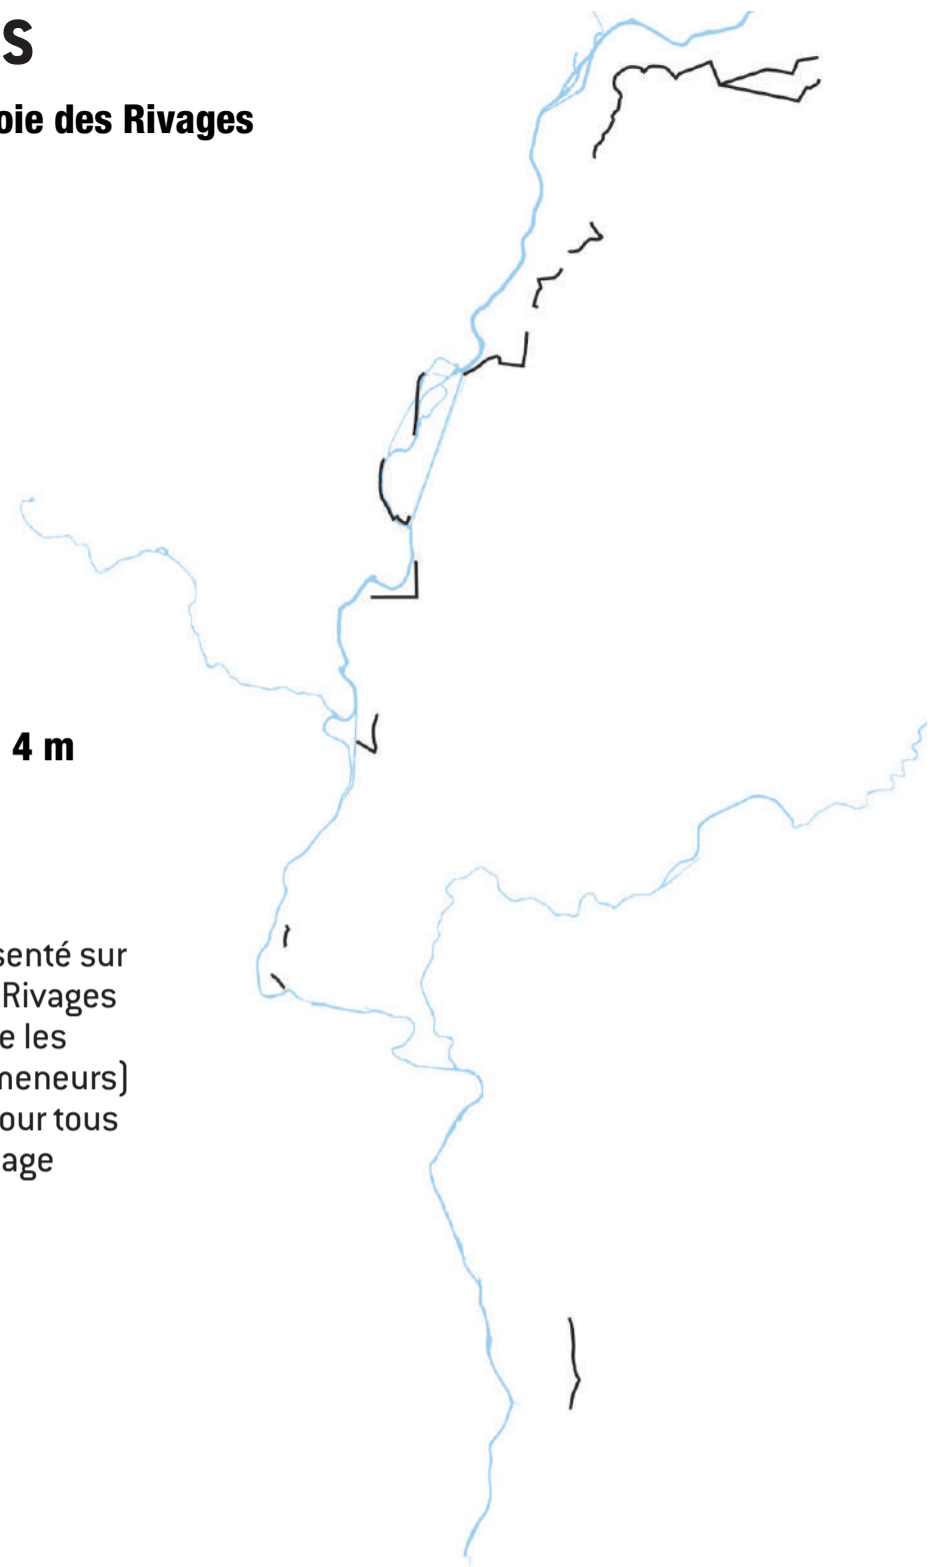 S
oie des Rivages
4 m
senté sur
Rivages
e les
meneurs)
our tous
age